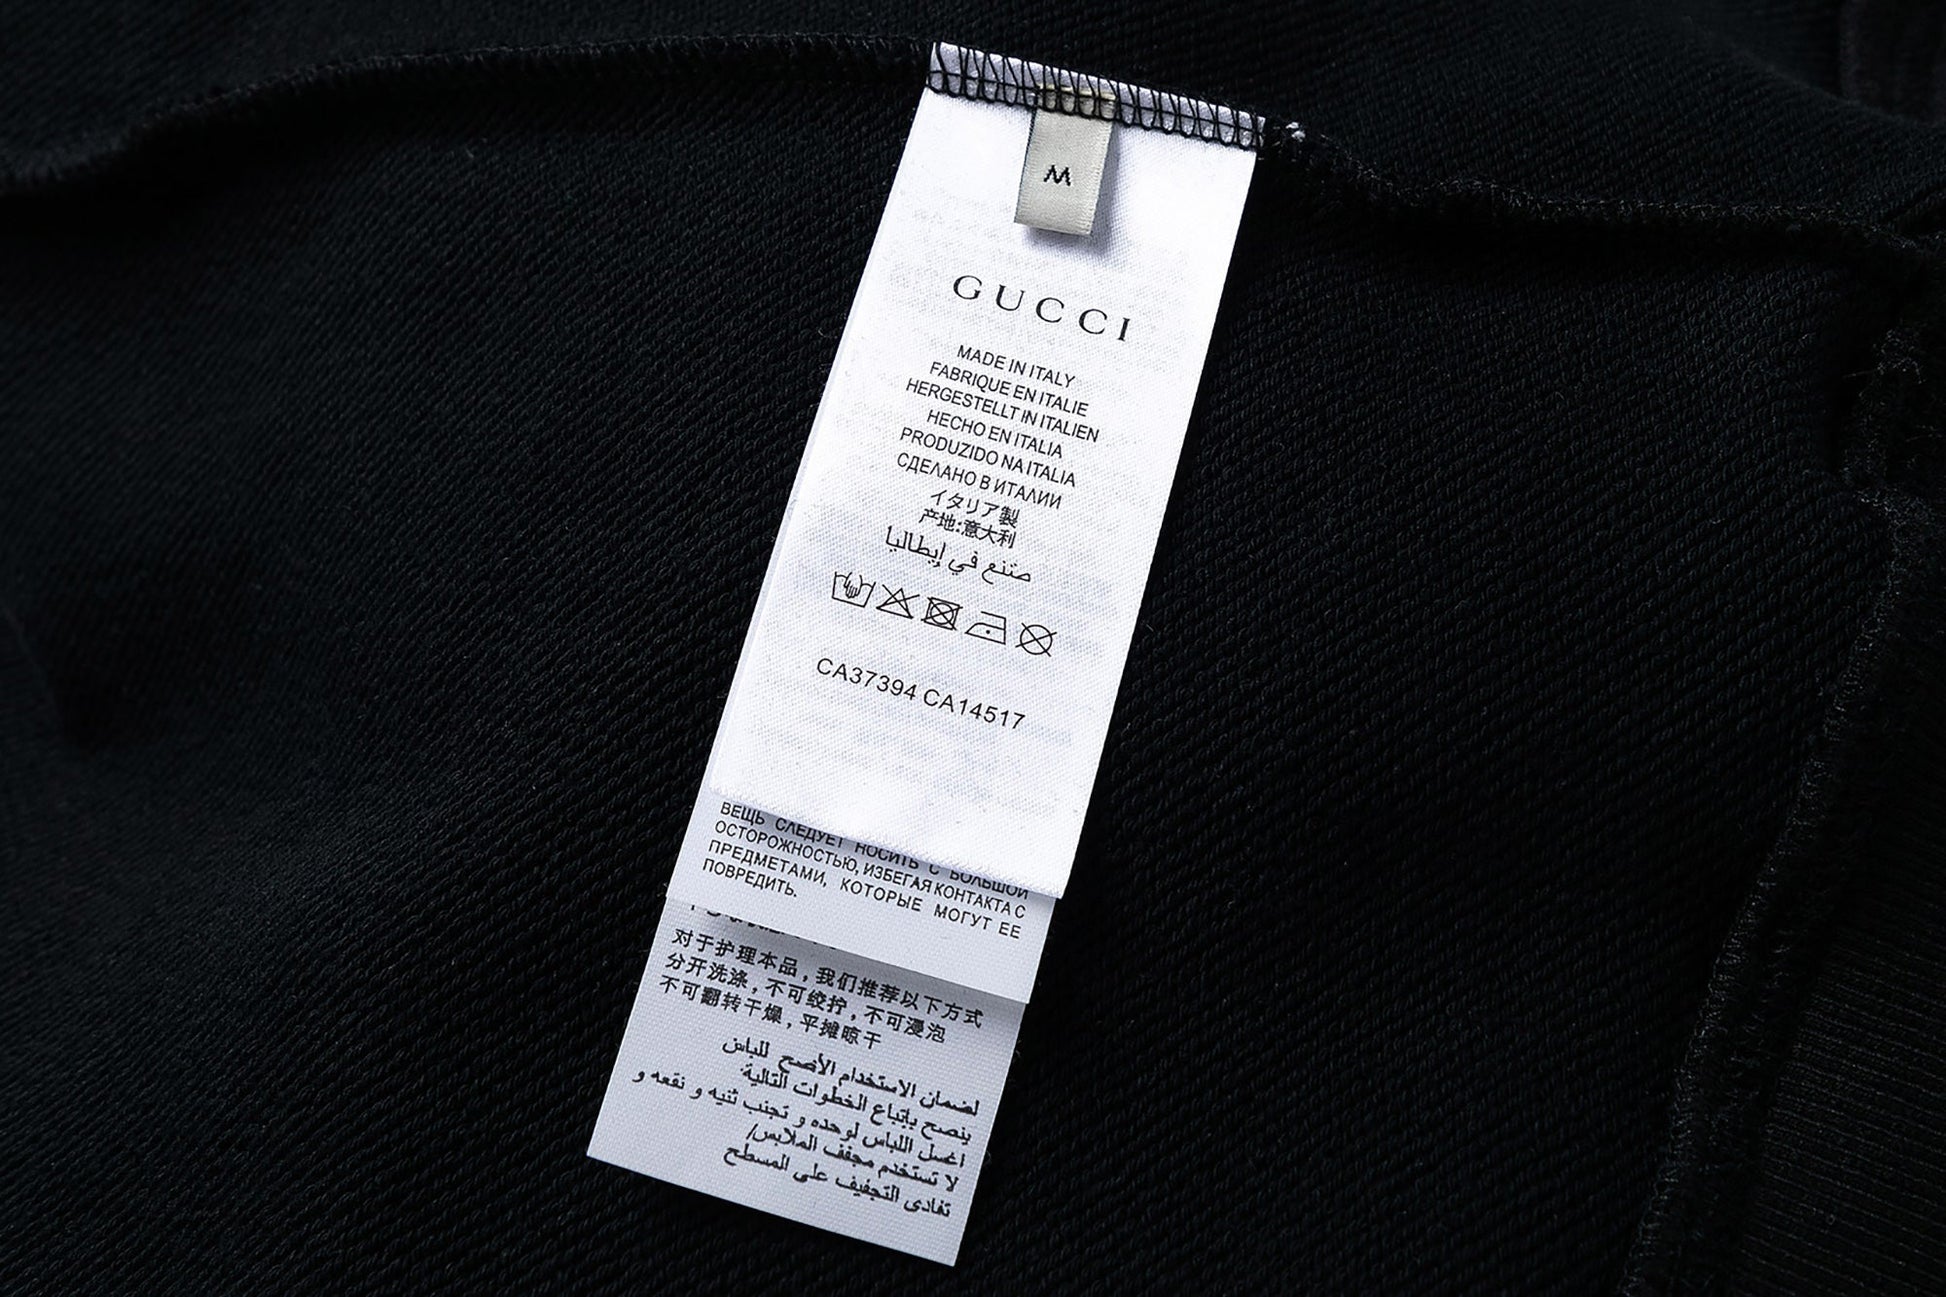 M
GUCCI
MADE IN ITALY
FABRIQUE EN ITALIE
HERGESTELLT IN ITALIEN
HECHO EN ITALIA
PRODUZIDO NA ITALIA
СДЕЛАНО В ИТАЛИИ
イタリア製
产地:意大利
صنع في إيطاليا
CA37394 CA14517
ВЕЩЬ СЛЕДУЕТ НОСИТЬ С БОЛЬШОЙ
ОСТОРОЖНОСТЬЮ, ИЗБЕГАЯ КОНТАКТА С
ПРЕДМЕТАМИ, КОТОРЫЕ МОГУТ ЕЕ
ПОВРЕДИТЬ.
对于护理本品，我们推荐以下方式
分开洗涤，不可绞拧，不可浸泡
不可翻转干燥，平摊晾干
لضمان الاستخدام الأصح للباس
ينصح بإتباع الخطوات التالية:
اغسل اللباس لوحده و تجنب ثنيه و نقعه و
لا تستخدم مجفف الملابس/
تفادى التجفيف على المسطح